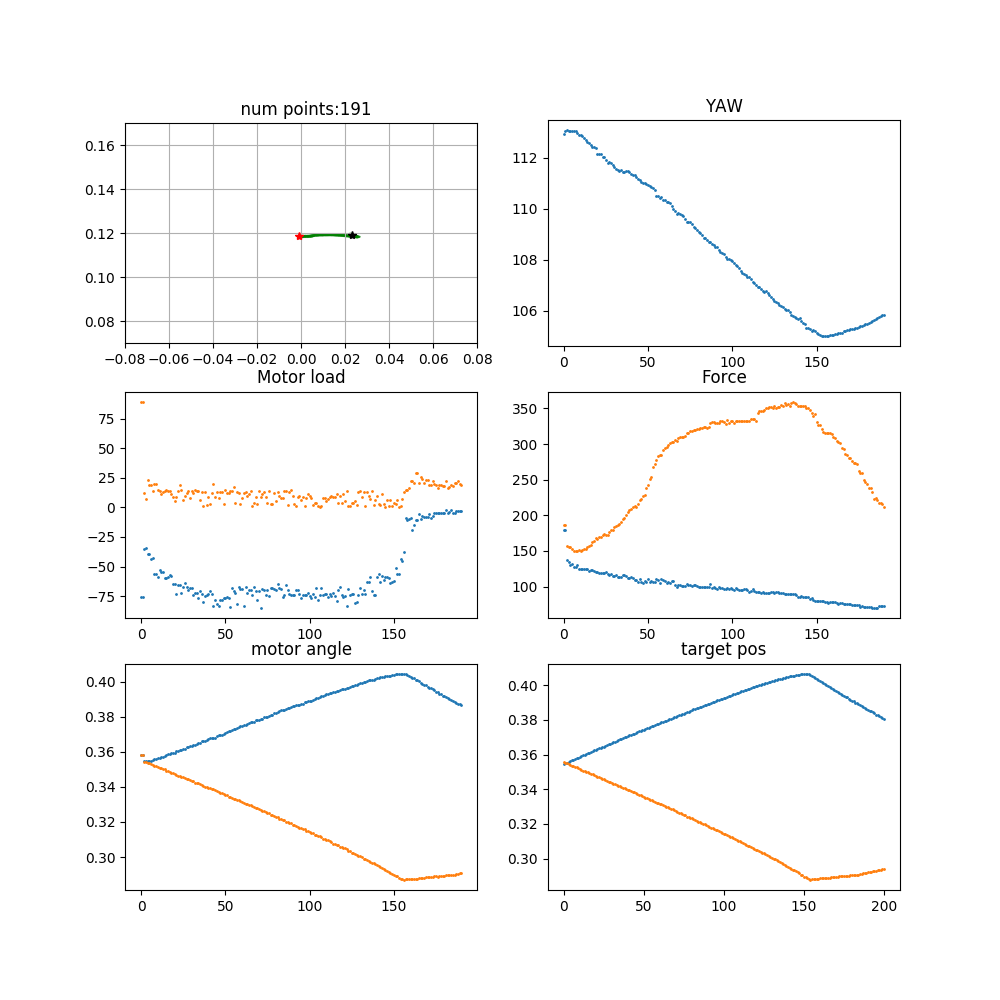 num points:191
0.16
0.14
0.12
0.10
0.08
−0.08 −0.06 −0.04 −0.02 0.00 0.02 0.04 0.06 0.08
YAW
112
110
108
106
0 50 100 150
Motor load
75
50
25
0
−25
−50
−75
0 50 100 150
Force
350
300
250
200
150
100
0 50 100 150
motor angle
0.40
0.38
0.36
0.34
0.32
0.30
0 50 100 150
target pos
0.40
0.38
0.36
0.34
0.32
0.30
0 50 100 150 200